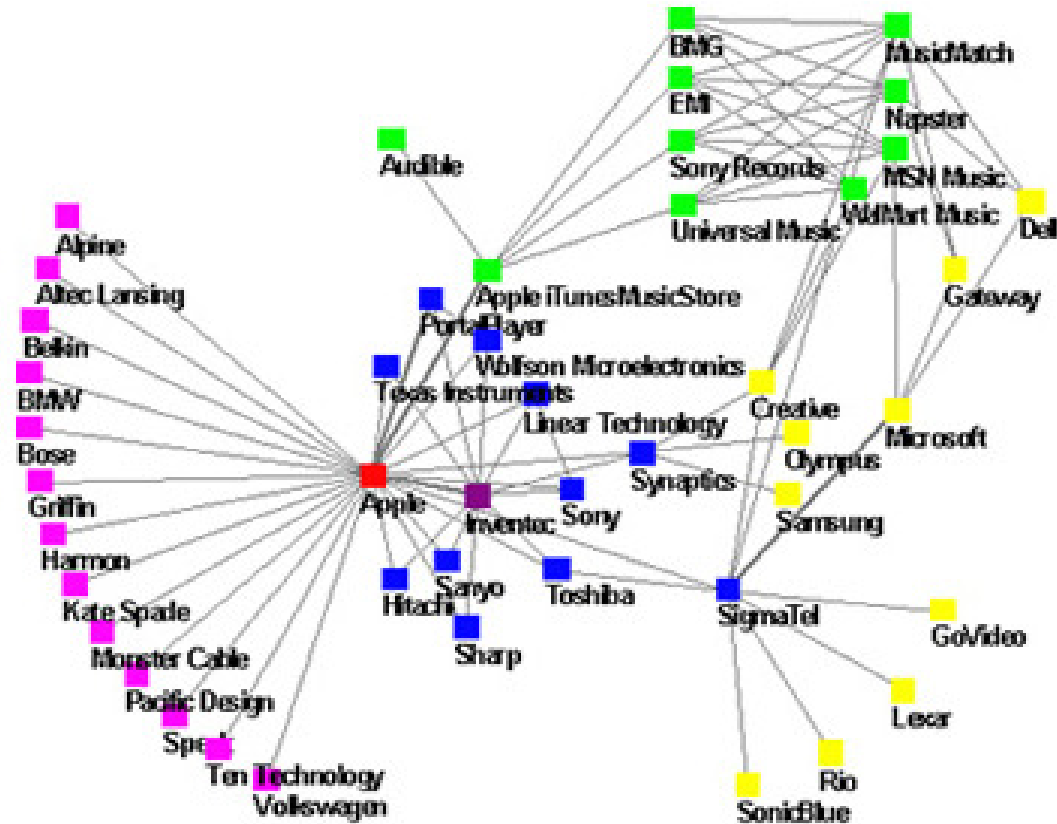 BMG
MusicMatch
EMI
Napster
Audible
Sony Records
MSN Music
Universal Music
WalMart Music
Dell
Alpine
Altec Lansing
Apple iTunesMusicStore
Gateway
PortalPlayer
Belkin
Wolfson Microelectronics
BMW
Texas Instruments
Creative
Linear Technology
Microsoft
Bose
Olympus
Synaptics
Griffin
Apple
Inventec
Sony
Samsung
Harmon
Kate Spade
Hitachi
Sanyo
Toshiba
SigmaTel
GoVideo
Monster Cable
Sharp
Pacific Design
Lexar
Speck
Ten Technology
Rio
Volkswagen
SonicBlue